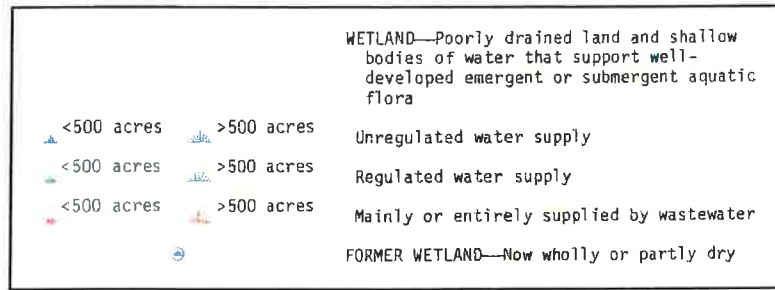 WETLAND—Poorly drained land and shallow
bodies of water that support well-
developed emergent or submergent aquatic
flora
<500 acres >500 acres Unregulated water supply
<500 acres >500 acres Regulated water supply
<500 acres >500 acres Mainly or entirely supplied by wastewater
FORMER WETLAND—Now wholly or partly dry